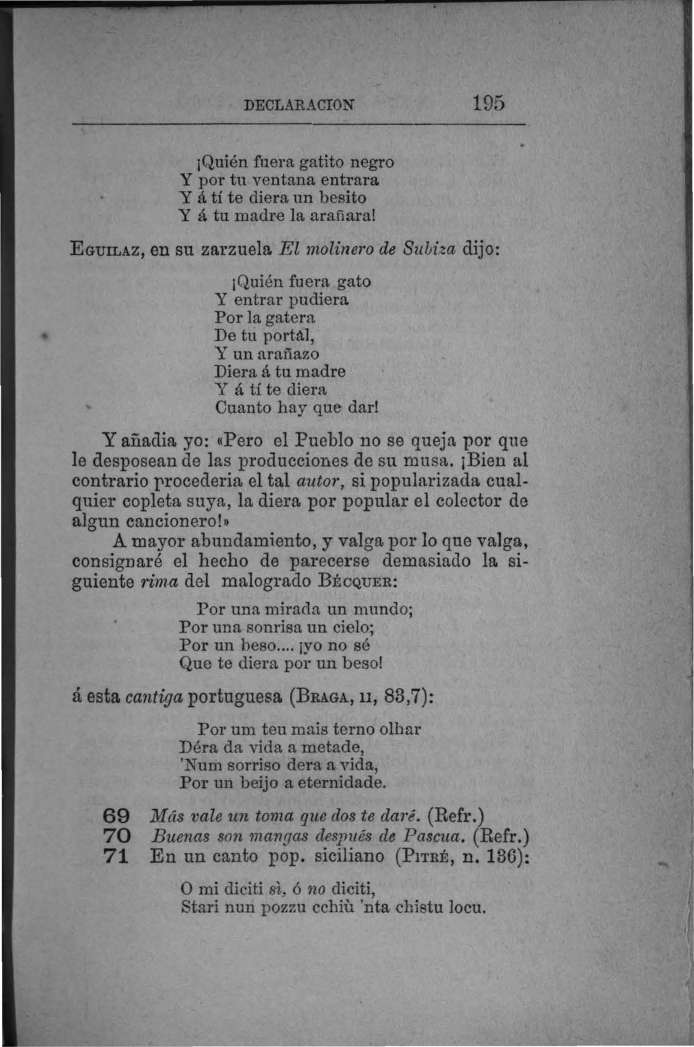 DECLARACION 195
¡Quién fuera gatito negro
Y por tu ventana entrara
Y á tí te diera un besito
Y á tu madre la arañara!
EGUILAZ, en su zarzuela El molinero de Subiza dijo:
¡Quién fuera gato
Y entrar pudiera
Por la gatera
De tu portal,
Y un arañazo
Diera á tu madre
Y á tí te diera
Cuanto hay que dar!
Y añadia yo: «Pero el Pueblo no se queja por que
le desposean de las producciones de su musa. ¡Bien al
contrario procederia el tal autor, si popularizada cual-
quier copleta suya, la diera por popular el colector de
algun cancionero!»
A mayor abundamiento, y valga por lo que valga,
consignaré el hecho de parecerse demasiado la si-
guiente rima del malogrado BÉCQUER:
Por una mirada un mundo;
Por una sonrisa un cielo;
Por un beso.... ¡yo no sé
Que te diera por un beso!
á esta cantiga portuguesa (BRAGA, II, 83,7):
Por um teu mais terno olhar
Déra da vida a metade,
'Num sorriso dera a vida,
Por un beijo a eternidade.
69 Más vale un toma que dos te daré. (Refr.)
70 Buenas son mangas después de Pascua. (Refr.)
71 En un canto pop. siciliano (PITRÉ, n. 136):
O mi diciti sì, ó no diciti,
Stari nun pozzu cchiù 'nta chistu locu.